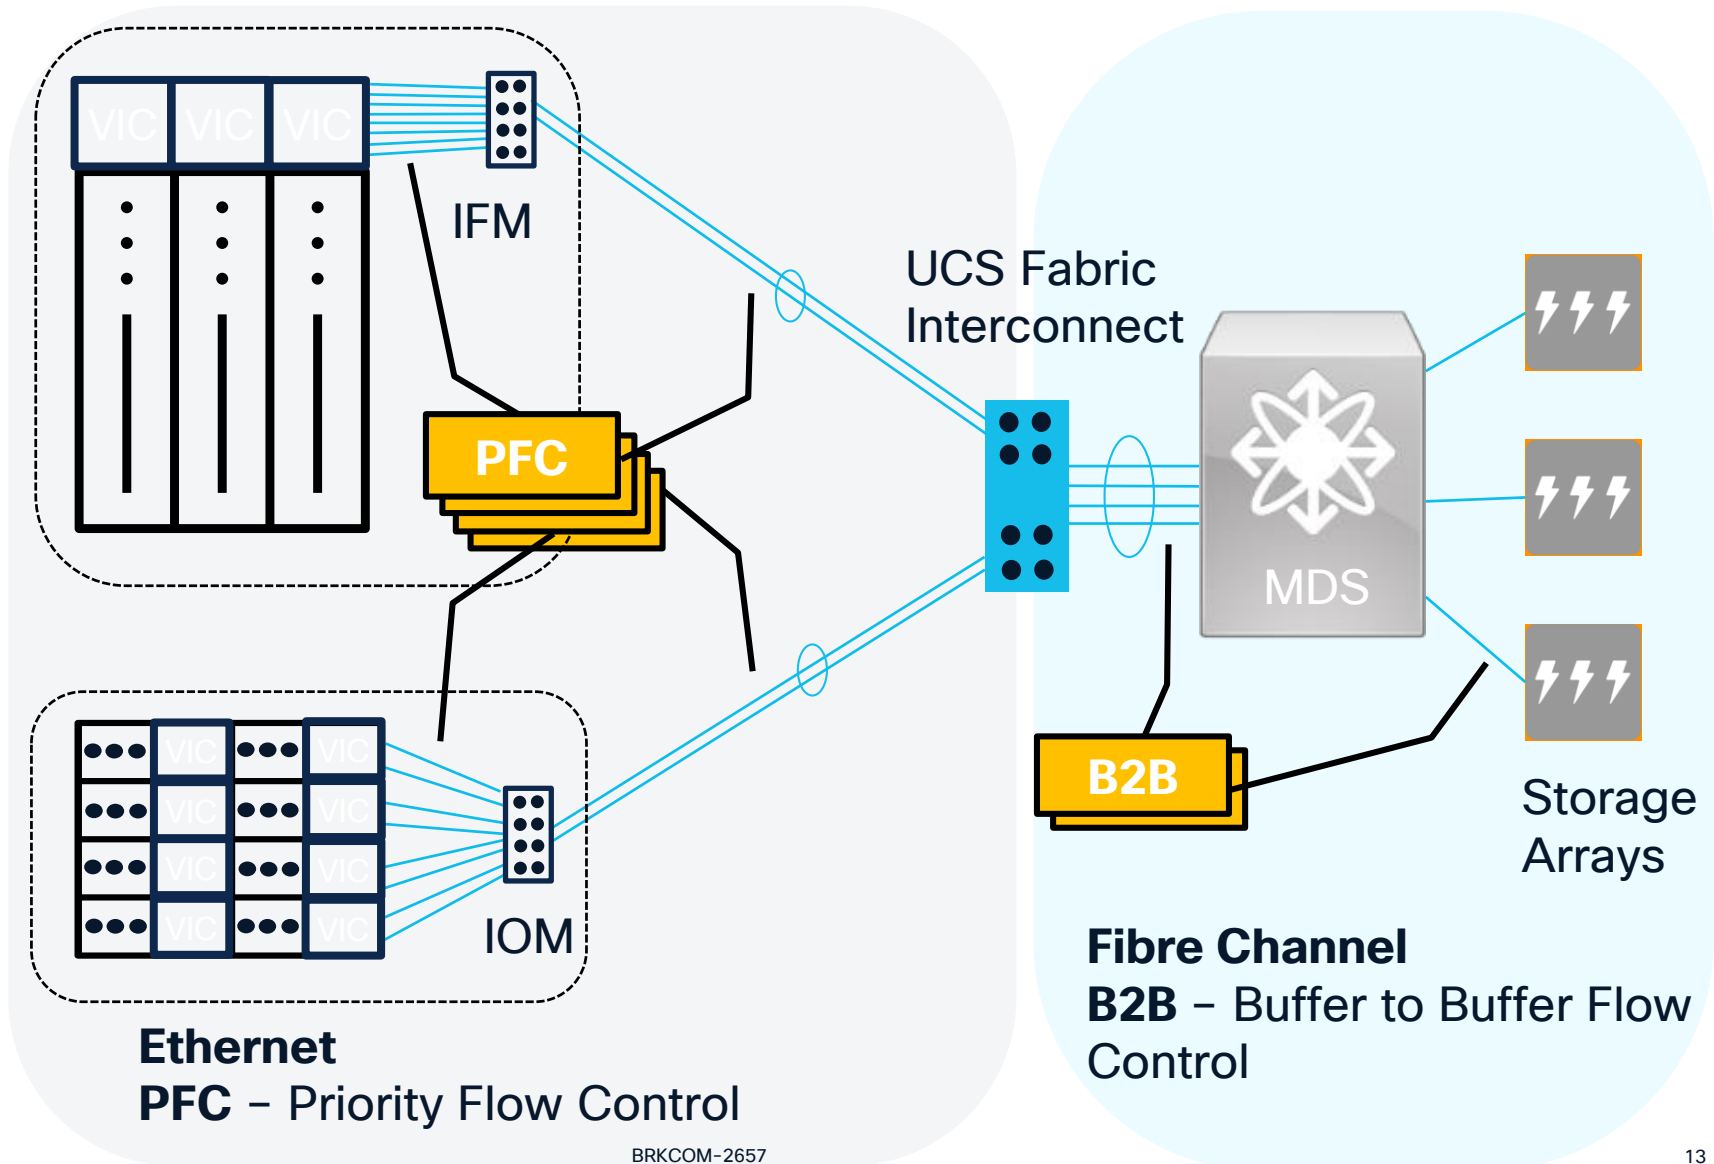 VIC VIC VIC
IFM
UCS Fabric
Interconnect
PFC
MDS
VIC VIC
VIC VIC
VIC VIC
VIC VIC
IOM
B2B
Storage
Arrays
Ethernet
PFC – Priority Flow Control
Fibre Channel
B2B – Buffer to Buffer Flow
Control
BRKCOM-2657
13